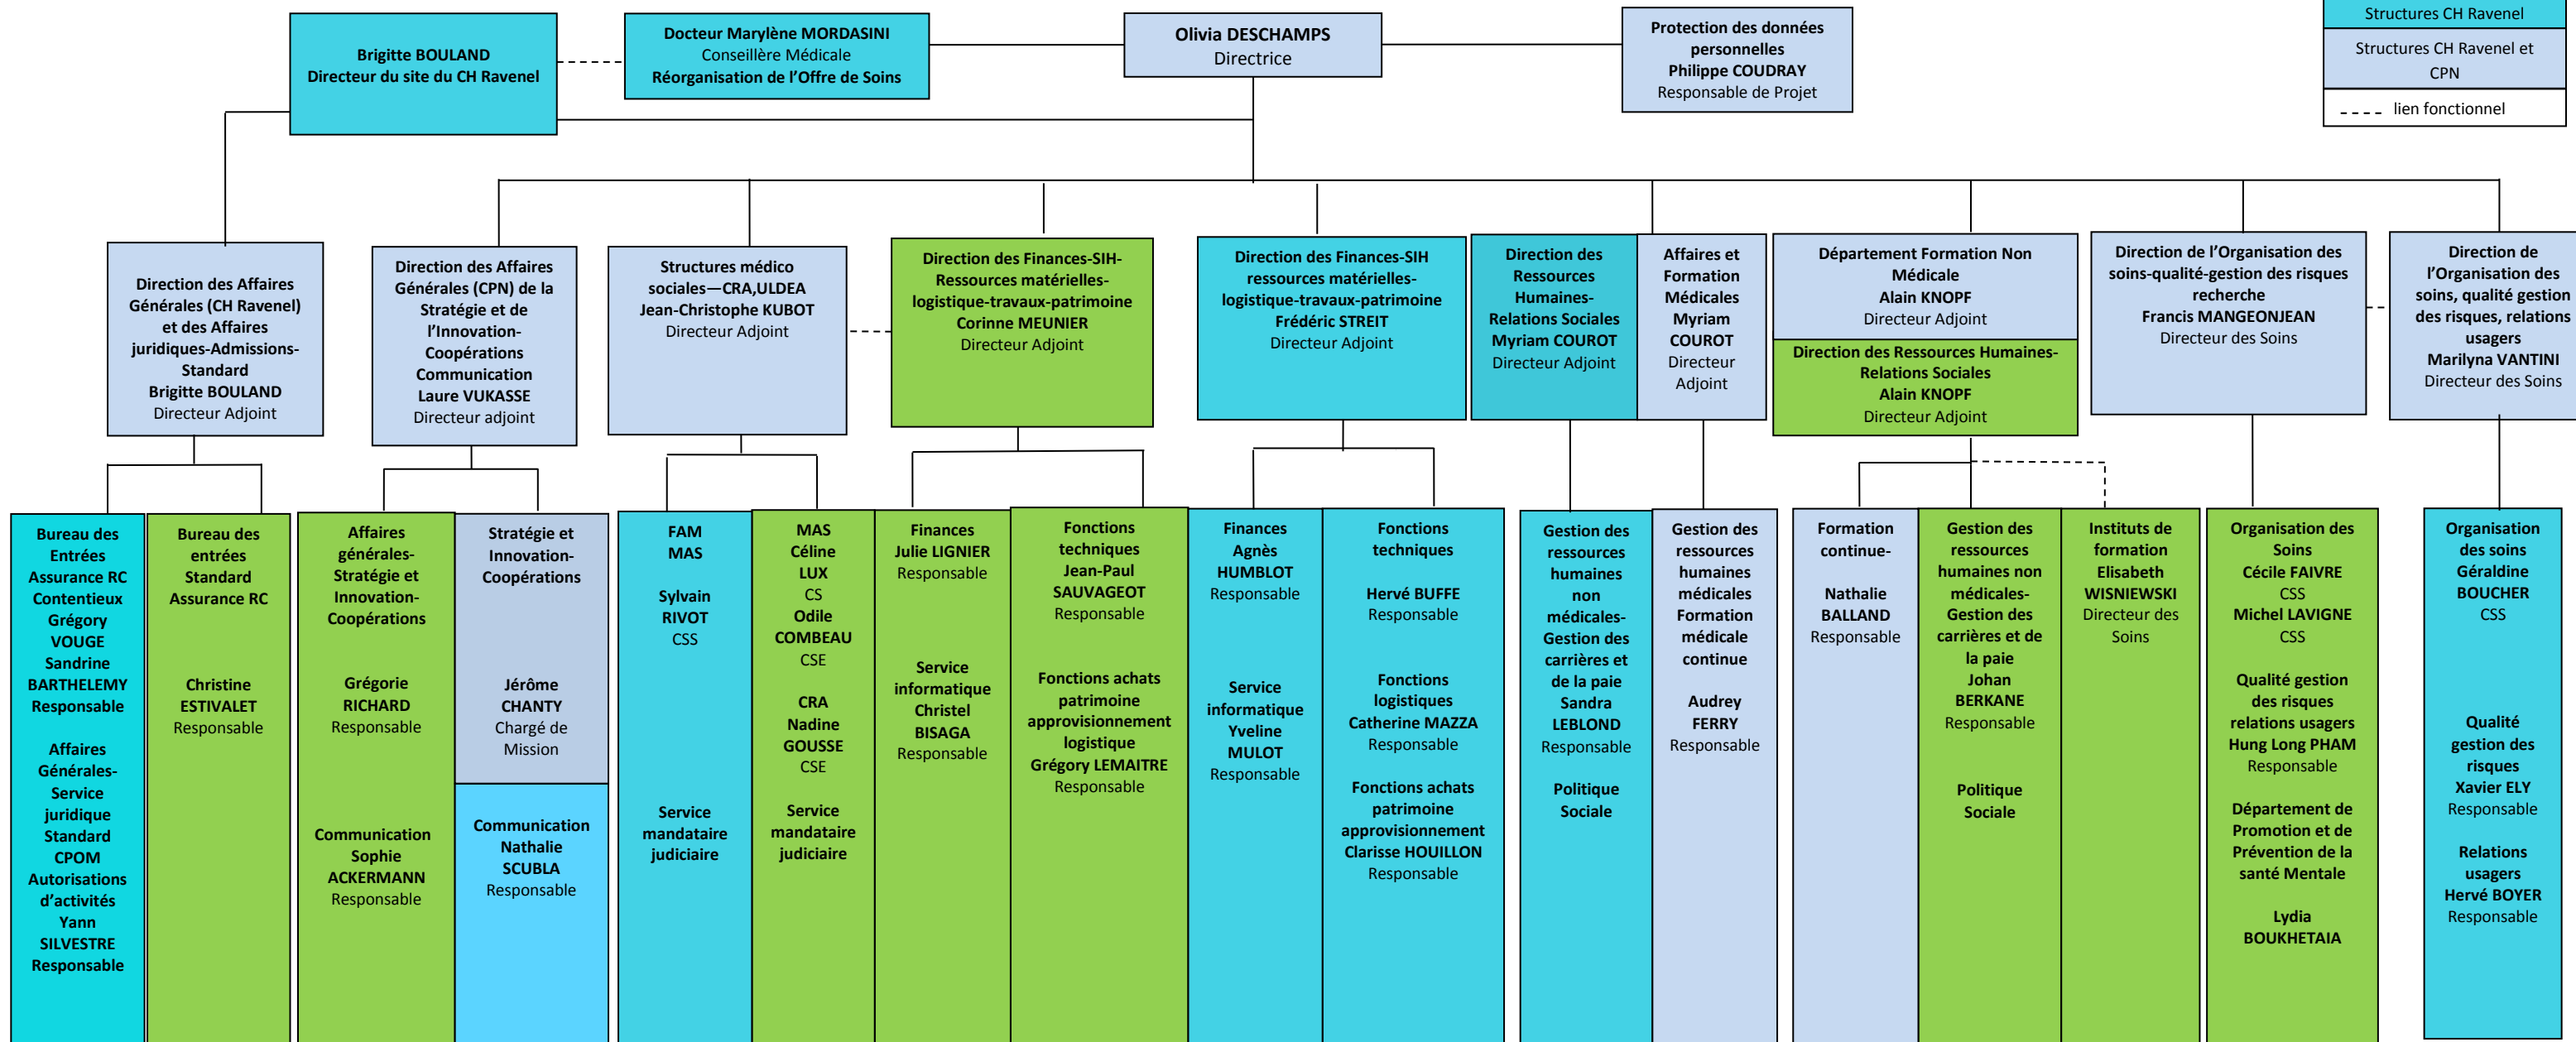 Brigitte BOULAND
Directeur du site du CH Ravenel
Docteur Marylène MORDASINI
Conseillère Médicale
Réorganisation de l'Offre de Soins
Olivia DESCHAMPS
Directrice
Protection des données
personnelles
Philippe COUDRAY
Responsable de Projet
Structures CH Ravenel
Structures CH Ravenel et
CPN
---- lien fonctionnel
Direction des Affaires
Générales (CH Ravenel)
et des Affaires
juridiques-Admissions-
Standard
Brigitte BOULAND
Directeur Adjoint
Direction des Affaires
Générales (CPN) de la
Stratégie et de
l'Innovation-
Coopérations
Communication
Laure VUKASSE
Directeur adjoint
Structures médico
sociales—CRA,ULDEA
Jean-Christophe KUBOT
Directeur Adjoint
Direction des Finances-SIH-
Ressources matérielles-
logistique-travaux-patrimoine
Corinne MEUNIER
Directeur Adjoint
Direction des Finances-SIH
ressources matérielles-
logistique-travaux-patrimoine
Frédéric STREIT
Directeur Adjoint
Direction des
Ressources
Humaines-
Relations Sociales
Myriam COUROT
Directeur Adjoint
Affaires et
Formation
Médicales
Myriam
COUROT
Directeur
Adjoint
Département Formation Non
Médicale
Alain KNOPF
Directeur Adjoint
Direction des Ressources Humaines-
Relations Sociales
Alain KNOPF
Directeur Adjoint
Direction de l'Organisation des
soins-qualité-gestion des risques
recherche
Francis MANGEONJEAN
Directeur des Soins
Direction de
l'Organisation des
soins, qualité gestion
des risques, relations
usagers
Marilyna VANTINI
Directeur des Soins
Bureau des
Entrées
Assurance RC
Contentieux
Grégory
VOUGE
Sandrine
BARTHELEMY
Responsable
Affaires
Générales-
Service
juridique
Standard
CPOM
Autorisations
d'activités
Yann
SILVESTRE
Responsable
Bureau des
entrées
Standard
Assurance RC
Christine
ESTIVALET
Responsable
Affaires
générales-
Stratégie et
Innovation-
Coopérations
Grégorie
RICHARD
Responsable
Communication
Sophie
ACKERMANN
Responsable
Stratégie et
Innovation-
Coopérations
Jérôme
CHANTY
Chargé de
Mission
Communication
Nathalie
SCUBLA
Responsable
FAM
MAS
Sylvain
RIVOT
CSS
Service
mandataire
judiciaire
MAS
Céline
LUX
CS
Odile
COMBEAU
CSE
CRA
Nadine
GOUSSE
CSE
Service
mandataire
judiciaire
Finances
Julie LIGNIER
Responsable
Service
informatique
Christel
BISAGA
Responsable
Fonctions
techniques
Jean-Paul
SAUVAGEOT
Responsable
Fonctions achats
patrimoine
approvisionnement
logistique
Grégory LEMAITRE
Responsable
Finances
Agnès
HUMBLOT
Responsable
Service
informatique
Yveline
MULOT
Responsable
Fonctions
techniques
Hervé BUFFE
Responsable
Fonctions
logistiques
Catherine MAZZA
Responsable
Fonctions achats
patrimoine
approvisionnement
Clarisse HOUILLON
Responsable
Gestion des
ressources
humaines
non
médicales-
Gestion des
carrières et
de la paie
Sandra
LEBLOND
Responsable
Politique
Sociale
Gestion des
ressources
humaines
médicales
Formation
médicale
continue
Audrey
FERRY
Responsable
Formation
continue-
Nathalie
BALLAND
Responsable
Gestion des
ressources
humaines non
médicales-
Gestion des
carrières et de
la paie
Johan
BERKANE
Responsable
Politique
Sociale
Instituts de
formation
Elisabeth
WISNIEWSKI
Directeur des
Soins
Organisation des
Soins
Cécile FAIVRE
CSS
Michel LAVIGNE
CSS
Qualité gestion
des risques
relations usagers
Hung Long PHAM
Responsable
Département de
Promotion et de
Prévention de la
santé Mentale
Lydia
BOUKHETAIA
Organisation
des soins
Géraldine
BOUCHER
CSS
Qualité
gestion des
risques
Xavier ELY
Responsable
Relations
usagers
Hervé BOYER
Responsable